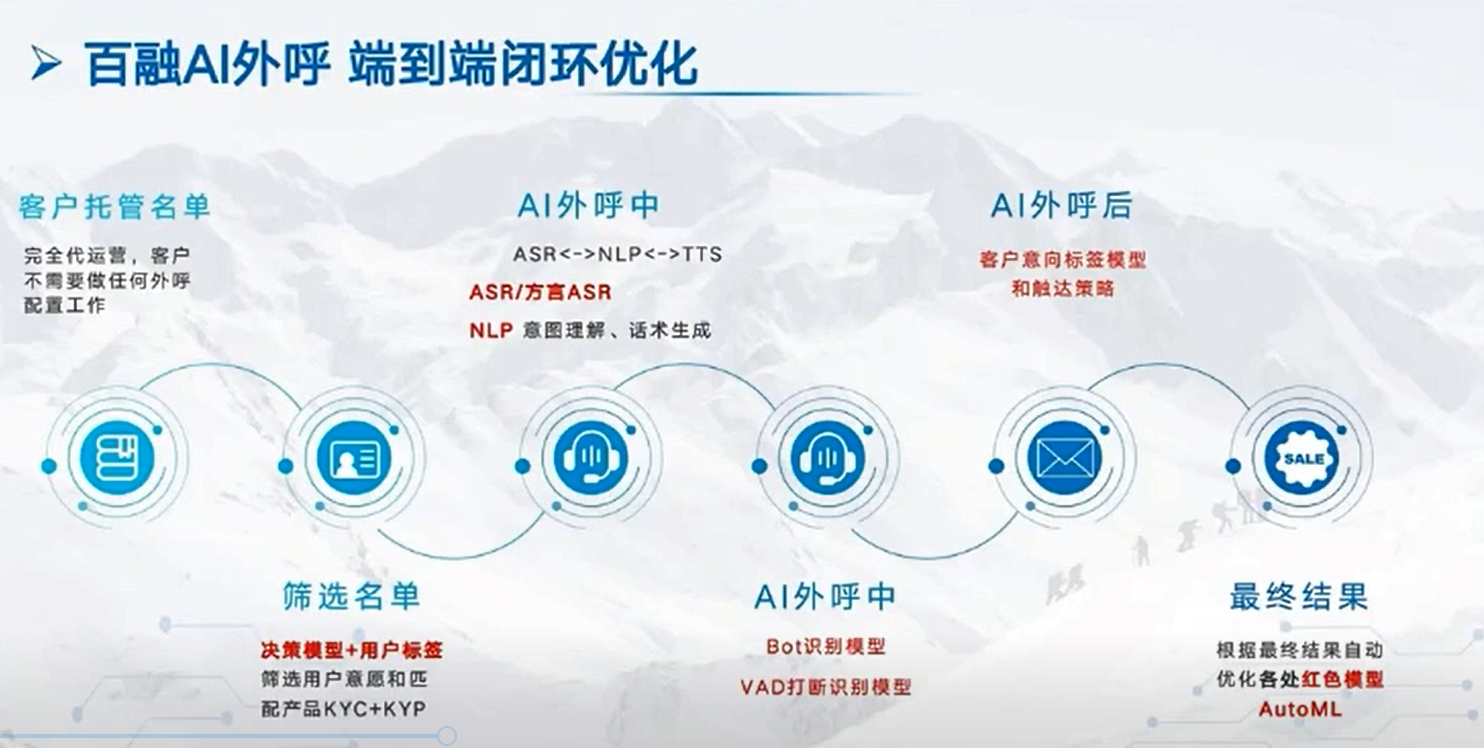 百融AI外呼 端到端闭环优化
客户托管名单
完全代运营，客户
不需要做任何外呼
配置工作
筛选名单
决策模型+用户标签
筛选用户意愿和匹
配产品KYC+KYP
AI外呼中
ASR<->NLP<->TTS
ASR/方言ASR
NLP 意图理解、话术生成
AI外呼中
Bot识别模型
VAD打断识别模型
AI外呼后
客户意向标签模型
和触达策略
SALE
最终结果
根据最终结果自动
优化各处红色模型
AutoML